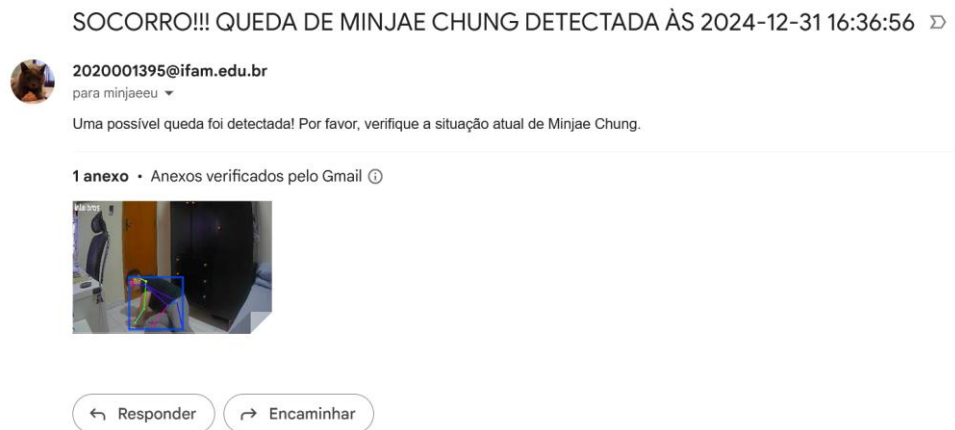 SOCORRO!!! QUEDA DE MINJAE CHUNG DETECTADA ÀS 2024-12-31 16:36:56
2020001395@ifam.edu.br
para minjaeeu
Uma possível queda foi detectada! Por favor, verifique a situação atual de Minjae Chung.
1 anexo • Anexos verificados pelo Gmail
intelbras
Responder
Encaminhar